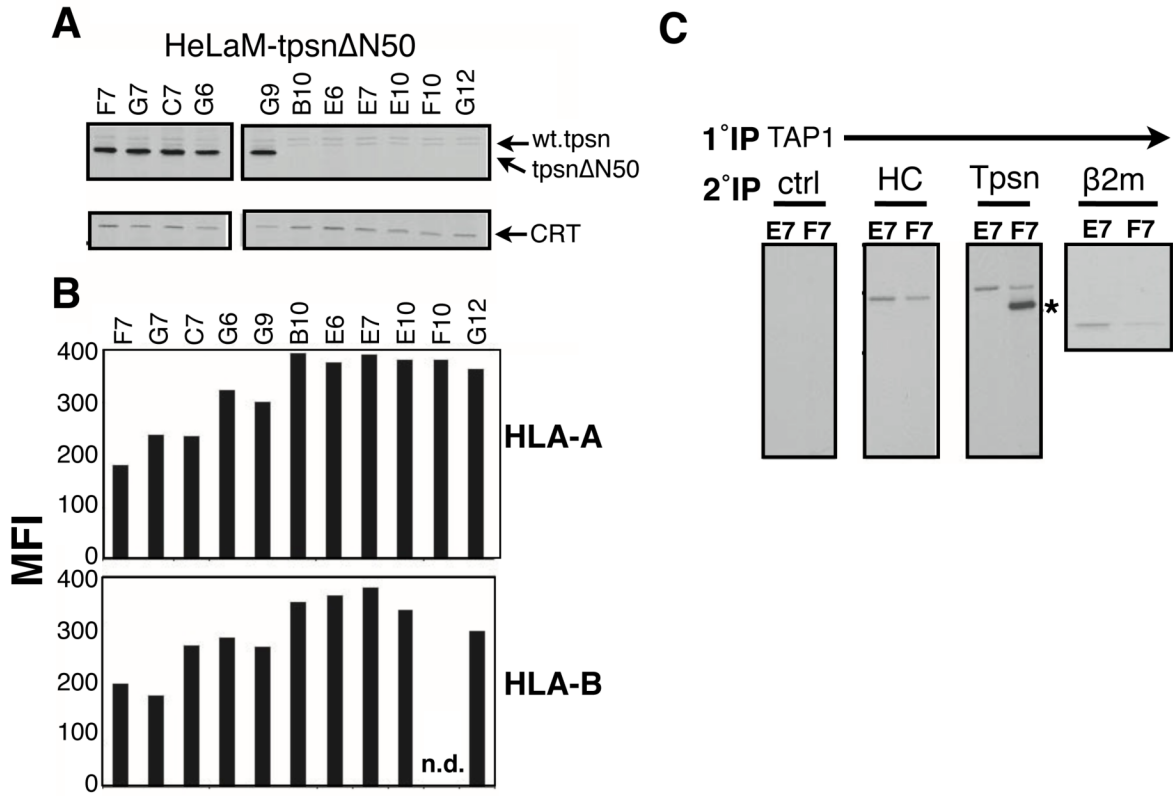 A
HeLaM-tpsnΔN50
F7 G7 C7 G6 G9 B10 E6 E7 E10 F10 G12
wt.tpsn
tpsnΔN50
CRT
B
F7 G7 C7 G6 G9 B10 E6 E7 E10 F10 G12
MFI
400
300
200
100
0
HLA-A
400
300
200
100
0
n.d.
HLA-B
C
1°IP TAP1
2°IP ctrl HC Tpsn β2m
E7 F7 E7 F7 E7 F7 E7 F7
*